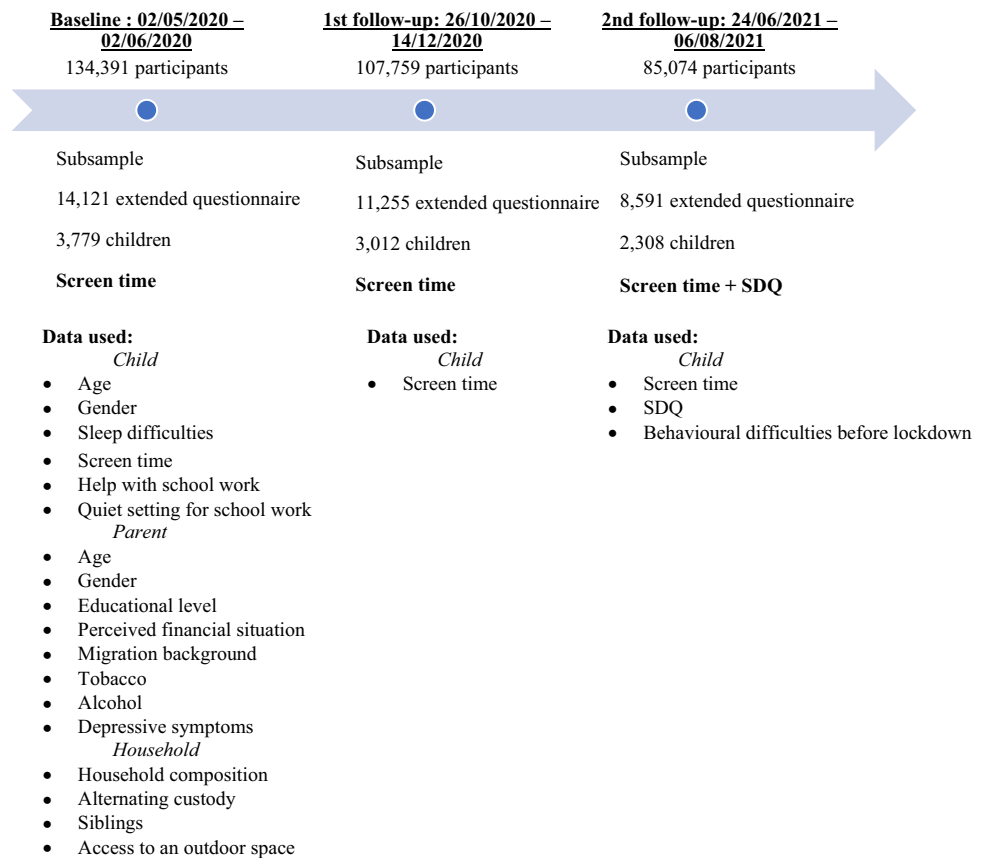 Baseline : 02/05/2020 –
02/06/2020
134,391 participants
1st follow-up: 26/10/2020 –
14/12/2020
107,759 participants
2nd follow-up: 24/06/2021 –
06/08/2021
85,074 participants
Subsample
14,121 extended questionnaire
3,779 children
Screen time
Subsample
11,255 extended questionnaire
3,012 children
Screen time
Subsample
8,591 extended questionnaire
2,308 children
Screen time + SDQ
Data used:
Child
• Age
• Gender
• Sleep difficulties
• Screen time
• Help with school work
• Quiet setting for school work
Parent
• Age
• Gender
• Educational level
• Perceived financial situation
• Migration background
• Tobacco
• Alcohol
• Depressive symptoms
Household
• Household composition
• Alternating custody
• Siblings
• Access to an outdoor space
Data used:
Child
• Screen time
Data used:
Child
• Screen time
• SDQ
• Behavioural difficulties before lockdown